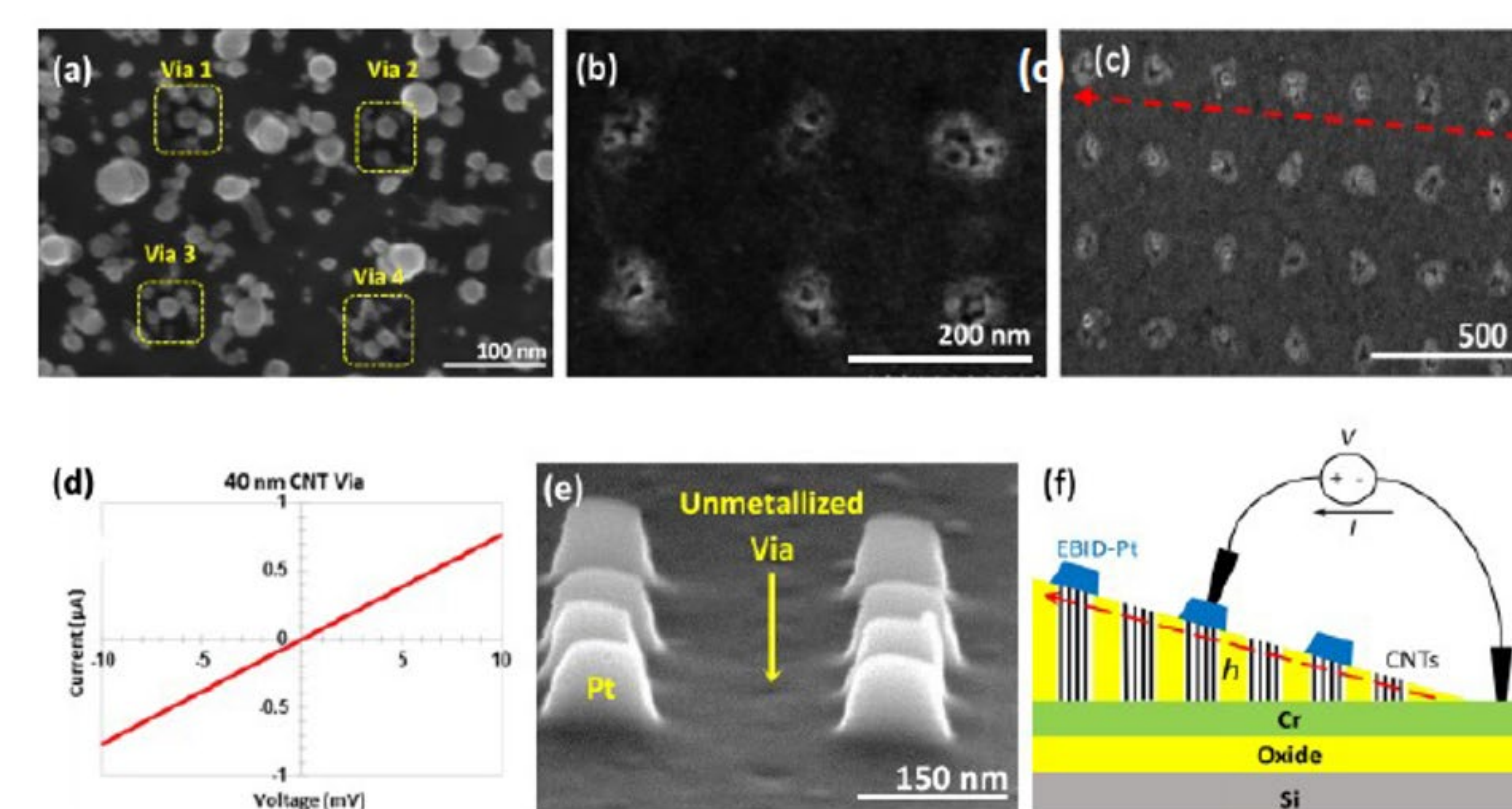 (a)
Via 1
Via 2
Via 3
Via 4
100 nm
(b)
200 nm
(c)
(c)
500
(d)
40 nm CNT Via
1
0.5
0
-10
-5
5
10
-0.5
-1
Current (µA)
Voltage (mV)
(e)
Unmetallized
Via
Pt
150 nm
(f)
V
+ -
I
EBID-Pt
h
CNTs
Cr
Oxide
Si